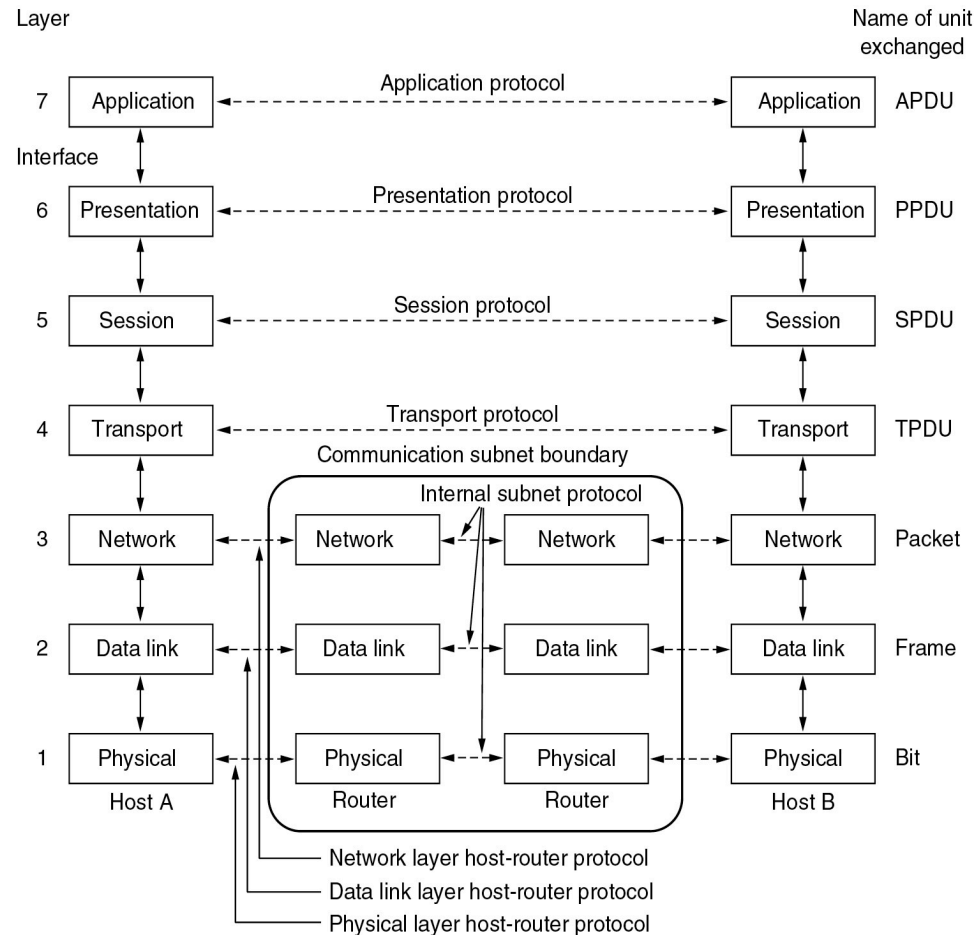 Layer
Name of unit
exchanged
7
Application
Application protocol
Application
APDU
Interface
6
Presentation
Presentation protocol
Presentation
PPDU
5
Session
Session protocol
Session
SPDU
4
Transport
Transport protocol
Transport
TPDU
Communication subnet boundary
Internal subnet protocol
3
Network
Network
Network
Network
Packet
2
Data link
Data link
Data link
Data link
Frame
1
Physical
Physical
Physical
Physical
Bit
Host A
Router
Router
Host B
Network layer host-router protocol
Data link layer host-router protocol
Physical layer host-router protocol